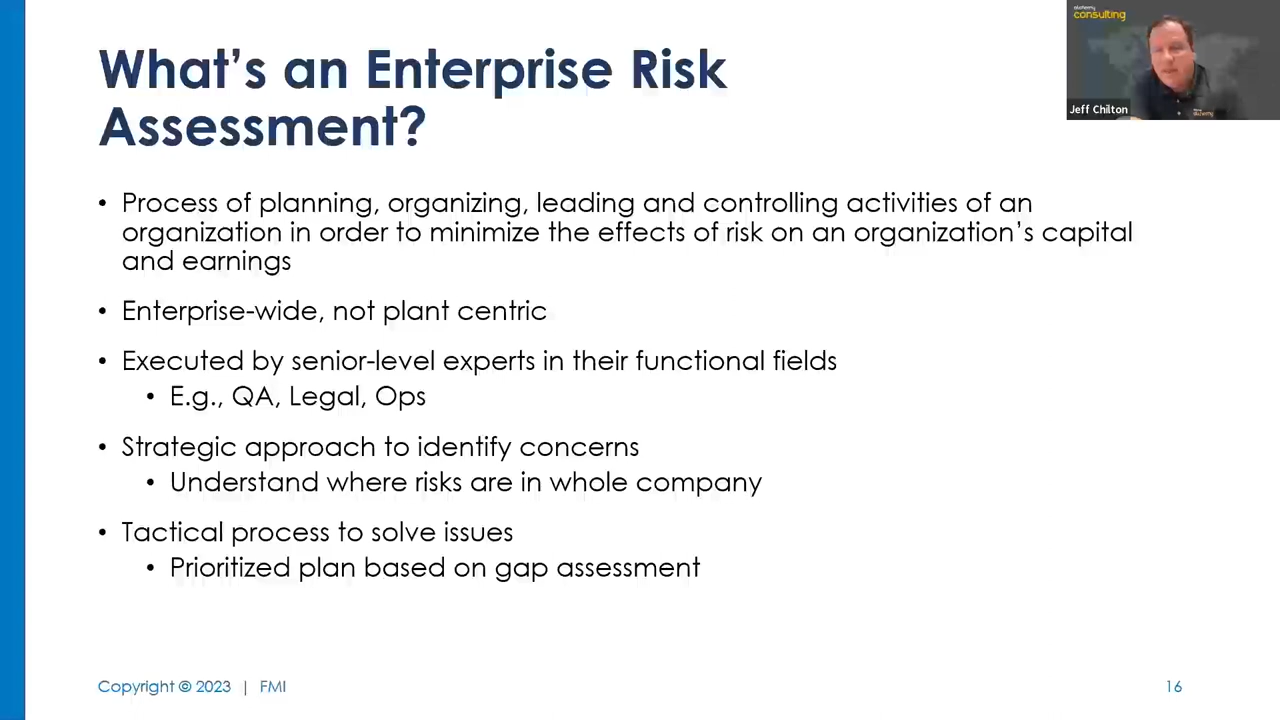 What's an Enterprise Risk
Assessment?
• Process of planning, organizing, leading and controlling activities of an
organization in order to minimize the effects of risk on an organization's capital
and earnings
• Enterprise-wide, not plant centric
• Executed by senior-level experts in their functional fields
• E.g., QA, Legal, Ops
• Strategic approach to identify concerns
• Understand where risks are in whole company
• Tactical process to solve issues
• Prioritized plan based on gap assessment
Copyright © 2023 | FMI
16
alchemy
consulting
Jeff Chilton
alchemy